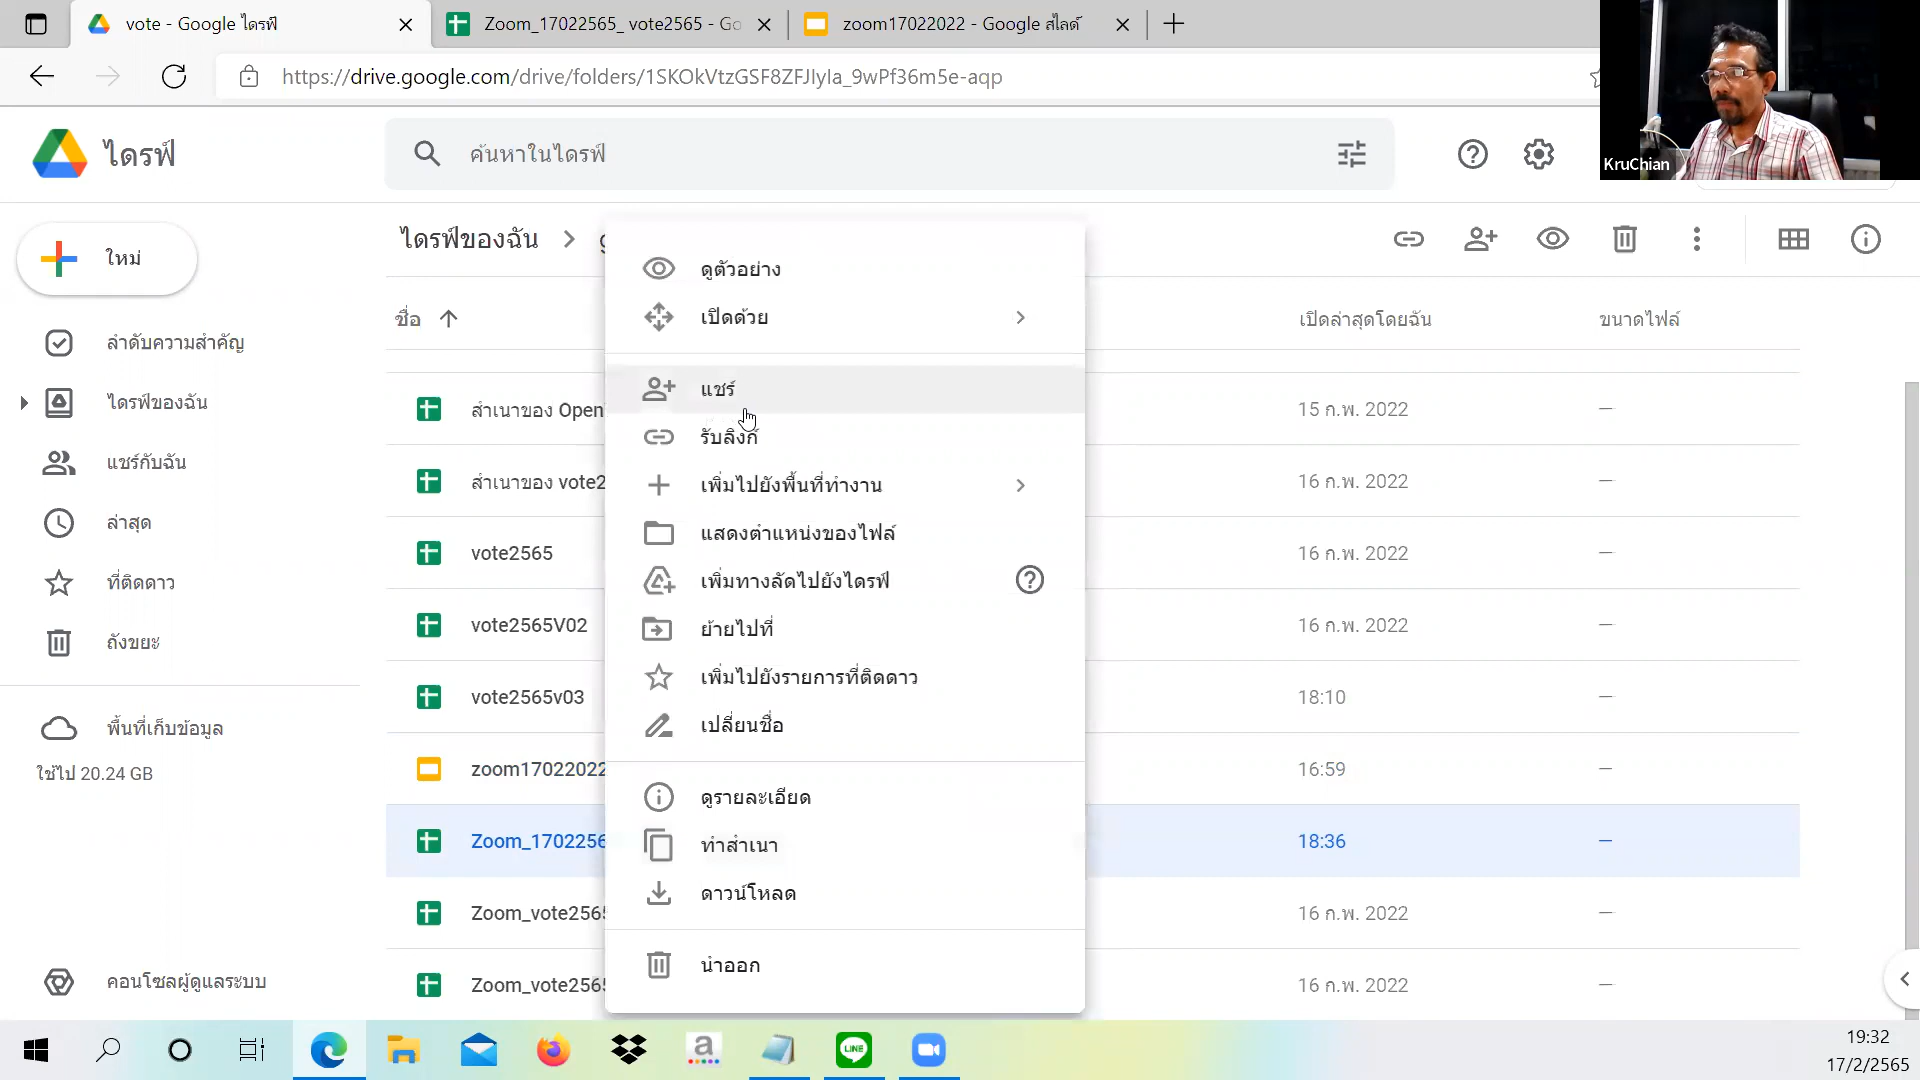 vote - Google ไดรฟ์
Zoom_17022565_ vote2565 - Go
zoom17022022 - Google สไลด์
https://drive.google.com/drive/folders/1SKOkVtzGSF8ZFJIyIa_9wPf36m5e-aqp
KruChian
ไดรฟ์
ค้นหาในไดรฟ์
ใหม่
ไดรฟ์ของฉัน
ชื่อ
เปิดล่าสุดโดยฉัน
ขนาดไฟล์
ลำดับความสำคัญ
ไดรฟ์ของฉัน
แชร์กับฉัน
ล่าสุด
ที่ติดดาว
ถังขยะ
พื้นที่เก็บข้อมูล
ใช้ไป 20.24 GB
คอนโซลผู้ดูแลระบบ
สำเนาของ Open
15 ก.พ. 2022
—
สำเนาของ vote2
16 ก.พ. 2022
—
vote2565
16 ก.พ. 2022
—
vote2565V02
16 ก.พ. 2022
—
vote2565v03
18:10
—
zoom17022022
16:59
—
Zoom_1702256
18:36
—
Zoom_vote2565
16 ก.พ. 2022
—
Zoom_vote2565
16 ก.พ. 2022
—
ดูตัวอย่าง
เปิดด้วย
แชร์
รับลิงก์
เพิ่มไปยังพื้นที่ทำงาน
แสดงตำแหน่งของไฟล์
เพิ่มทางลัดไปยังไดรฟ์
ย้ายไปที่
เพิ่มไปยังรายการที่ติดดาว
เปลี่ยนชื่อ
ดูรายละเอียด
ทำสำเนา
ดาวน์โหลด
นำออก
a
LINE
19:32
17/2/2565